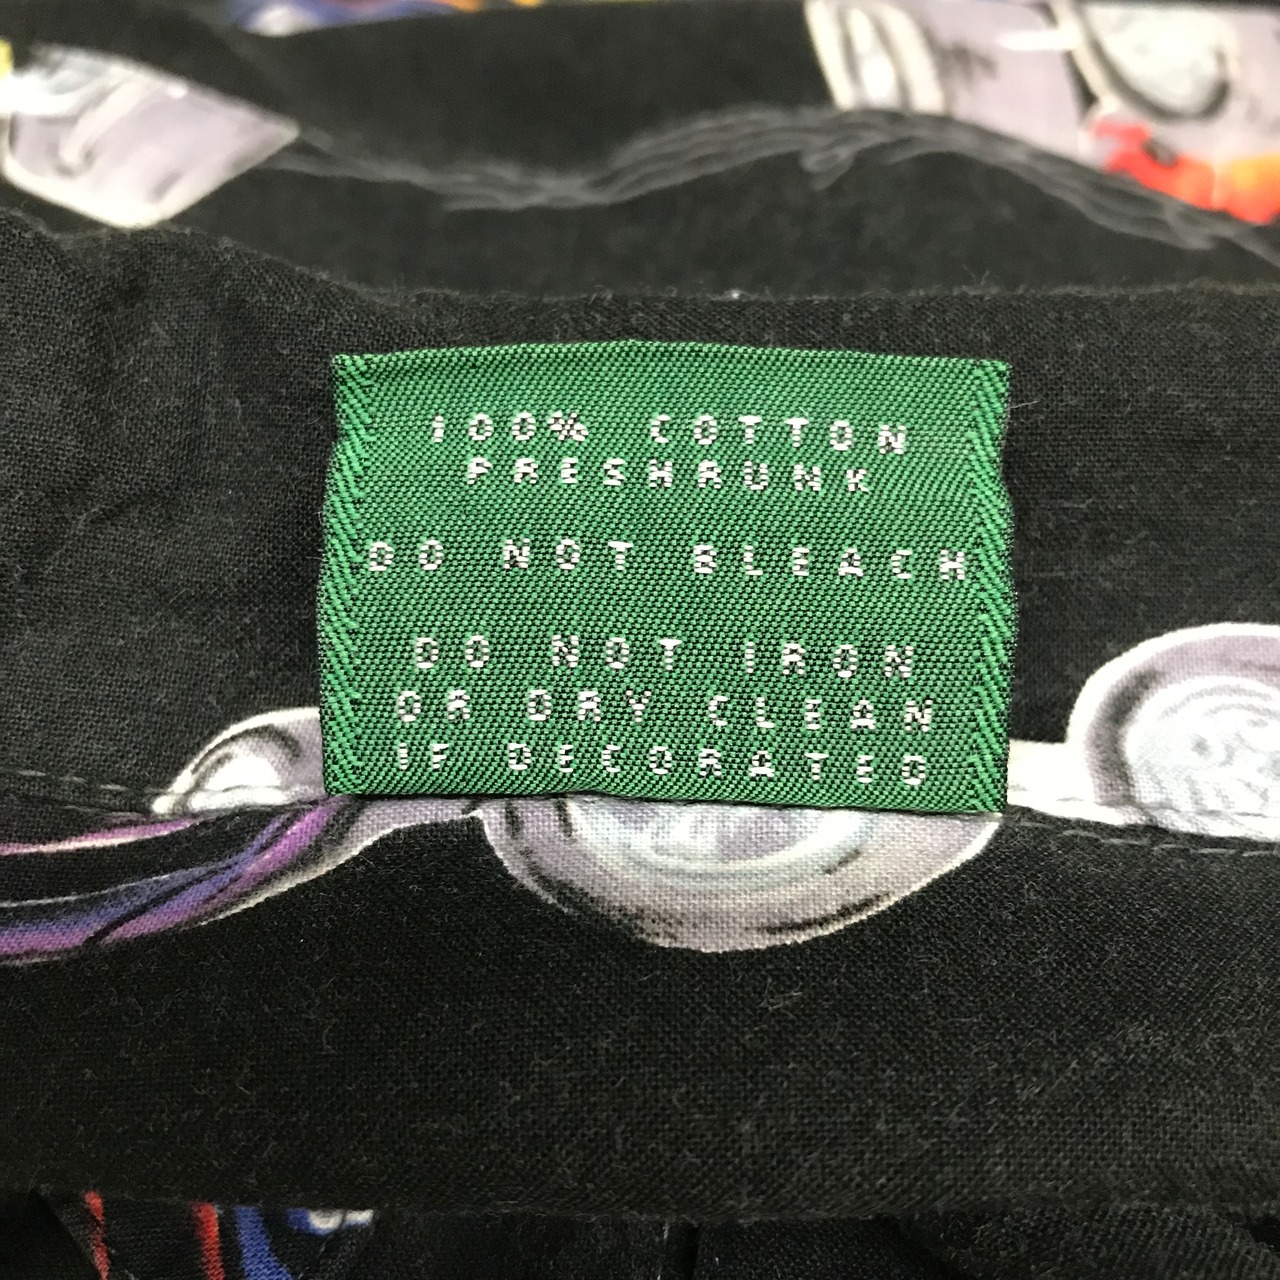 100% COTTON
PRESHRUNK
DO NOT BLEACH
DO NOT IRON
OR DRY CLEAN
IF DECORATED